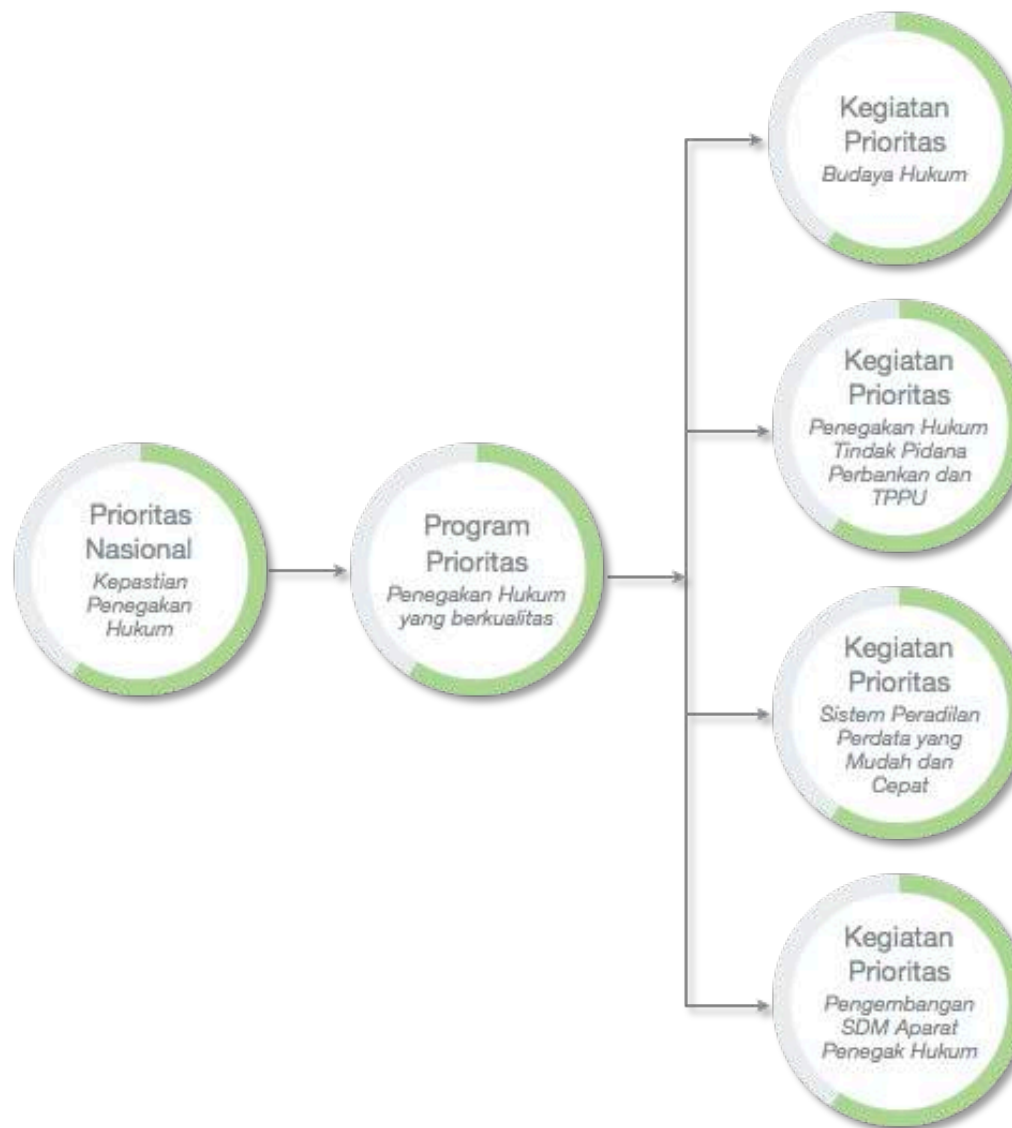 Prioritas
Nasional
Kepastian
Penegakan
Hukum
Program
Prioritas
Penegakan Hukum
yang berkualitas
Kegiatan
Prioritas
Budaya Hukum
Kegiatan
Prioritas
Penegakan Hukum
Tindak Pidana
Perbankan dan
TPPU
Kegiatan
Prioritas
Sistem Peradilan
Perdata yang
Mudah dan
Cepat
Kegiatan
Prioritas
Pengembangan
SDM Aparat
Penegak Hukum